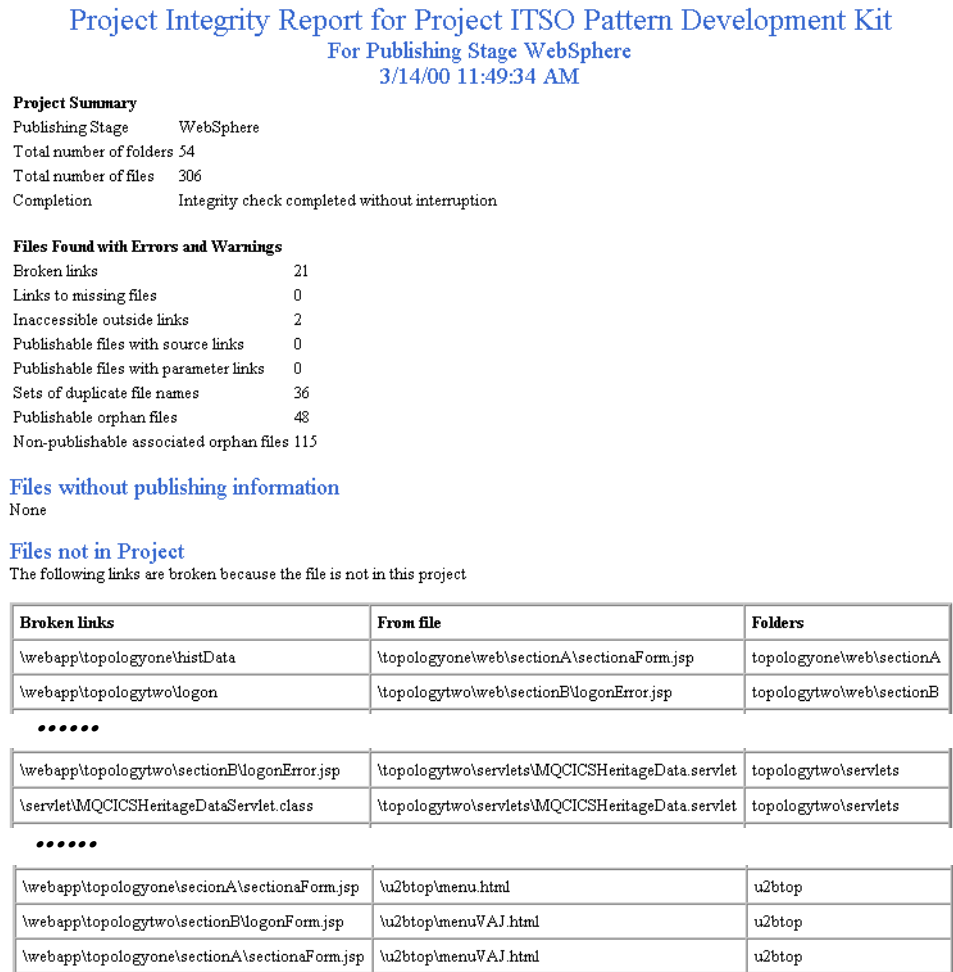 Project Integrity Report for Project ITSO Pattern Development Kit
For Publishing Stage WebSphere
3/14/00 11:49:34 AM
Project Summary
Publishing Stage WebSphere
Total number of folders 54
Total number of files 306
Completion Integrity check completed without interruption
Files Found with Errors and Warnings
Broken links 21
Links to missing files 0
Inaccessible outside links 2
Publishable files with source links 0
Publishable files with parameter links 0
Sets of duplicate file names 36
Publishable orphan files 48
Non-publishable associated orphan files 115
Files without publishing information
None
Files not in Project
The following links are broken because the file is not in this project
Broken links From file Folders
\webapp\topologyone\histData \topologyone\web\sectionA\sectionaForm.jsp topologyone\web\sectionA
\webapp\topologytwo\logon \topologytwo\web\sectionB\logonError.jsp topologytwo\web\sectionB
••••••
\webapp\topologytwo\sectionB\logonError.jsp \topologytwo\servlets\MQCICSHeritageData.servlet topologytwo\servlets
\servlet\MQCICSHeritageDataServlet.class \topologytwo\servlets\MQCICSHeritageData.servlet topologytwo\servlets
••••••
\webapp\topologyone\secionA\sectionaForm.jsp \u2btop\menu.html u2btop
\webapp\topologytwo\sectionB\logonForm.jsp \u2btop\menuVAJ.html u2btop
\webapp\topologyone\sectionA\sectionaForm.jsp \u2btop\menuVAJ.html u2btop